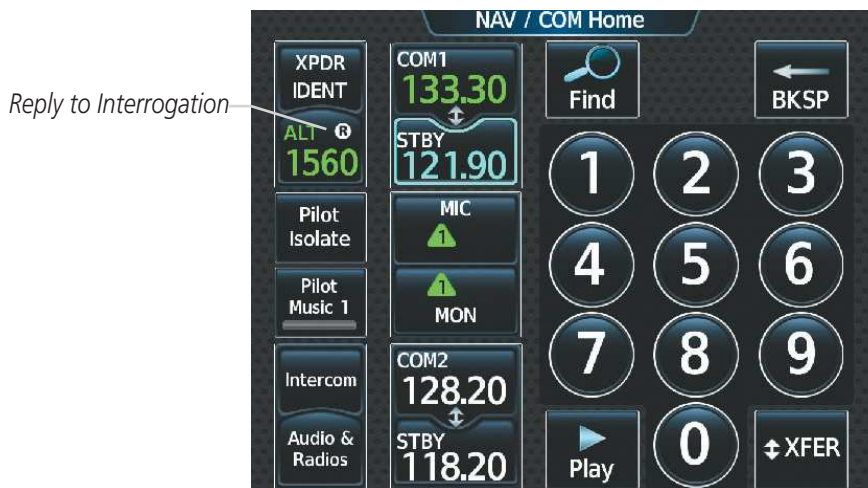 NAV / COM Home
Reply to Interrogation
XPDR
IDENT
ALT R
1560
COM1
133.30
STBY
121.90
Find
BKSP
Pilot
Isolate
MIC
1
Pilot
Music 1
1
MON
Intercom
Audio &
Radios
COM2
128.20
STBY
118.20
1
2
3
4
5
6
7
8
9
Play
0
XFER